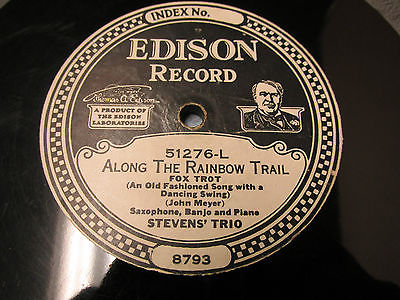 INDEX No.
EDISON
RECORD
Thomas A. Edison
A PRODUCT OF
THE EDISON
LABORATORIES
51276-L
ALONG THE RAINBOW TRAIL
FOX TROT
(An Old Fashioned Song with a
Dancing Swing)
(John Meyer)
Saxophone, Banjo and Piano
STEVENS' TRIO
8793